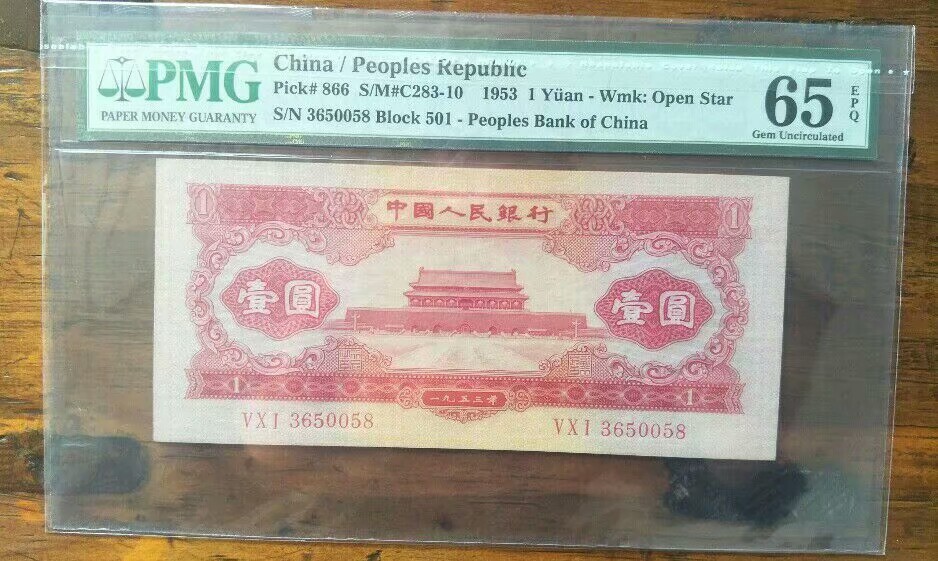 PMG
PAPER MONEY GUARANTY
China / Peoples Republic
Pick# 866 S/M#C283-10 1953 1 Yüan - Wmk: Open Star
S/N 3650058 Block 501 - Peoples Bank of China
65 EPQ
Gem Uncirculated
1 中國人民銀行 1
壹圓 壹圓
1 一九五三年 1
VXI 3650058 VXI 3650058